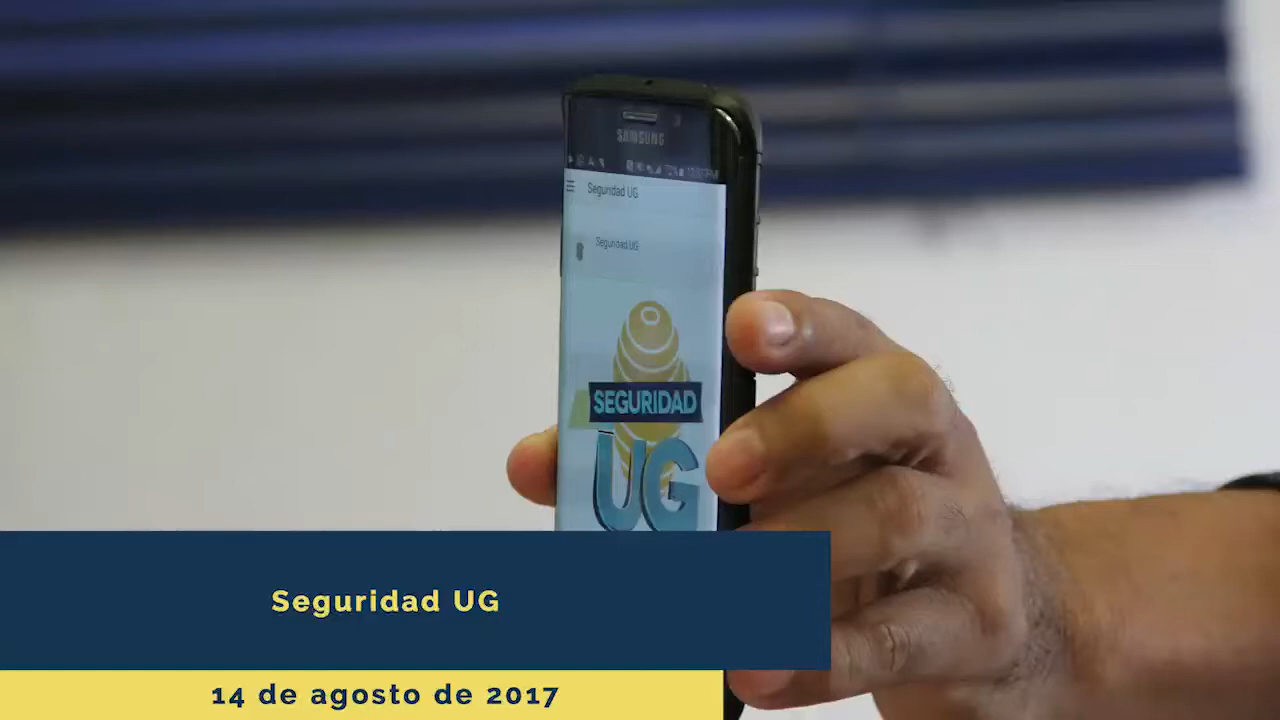 SAMSUNG
Seguridad UG
Seguridad UG
SEGURIDAD
UG
Seguridad UG
14 de agosto de 2017